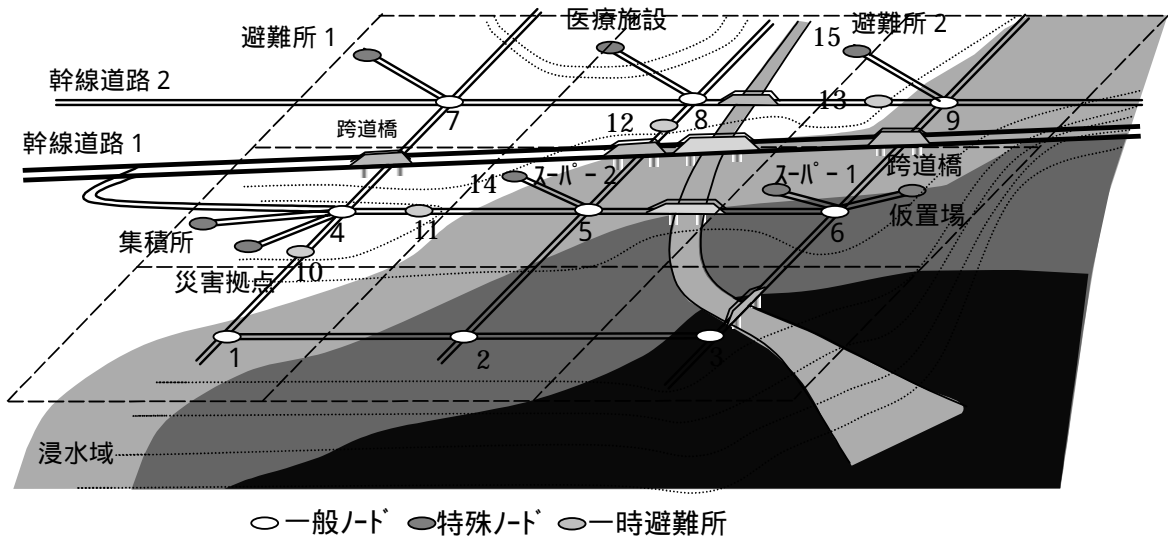 医療施設
避難所 1
15 避難所 2
幹線道路 2
13
7
8
9
12
跨道橋
幹線道路 1
跨道橋
14 スーパー 2
スーパー 1
仮置場
集積所
4
11
5
6
10
災害拠点
1
2
3
浸水域
一般ノード 特殊ノード 一時避難所